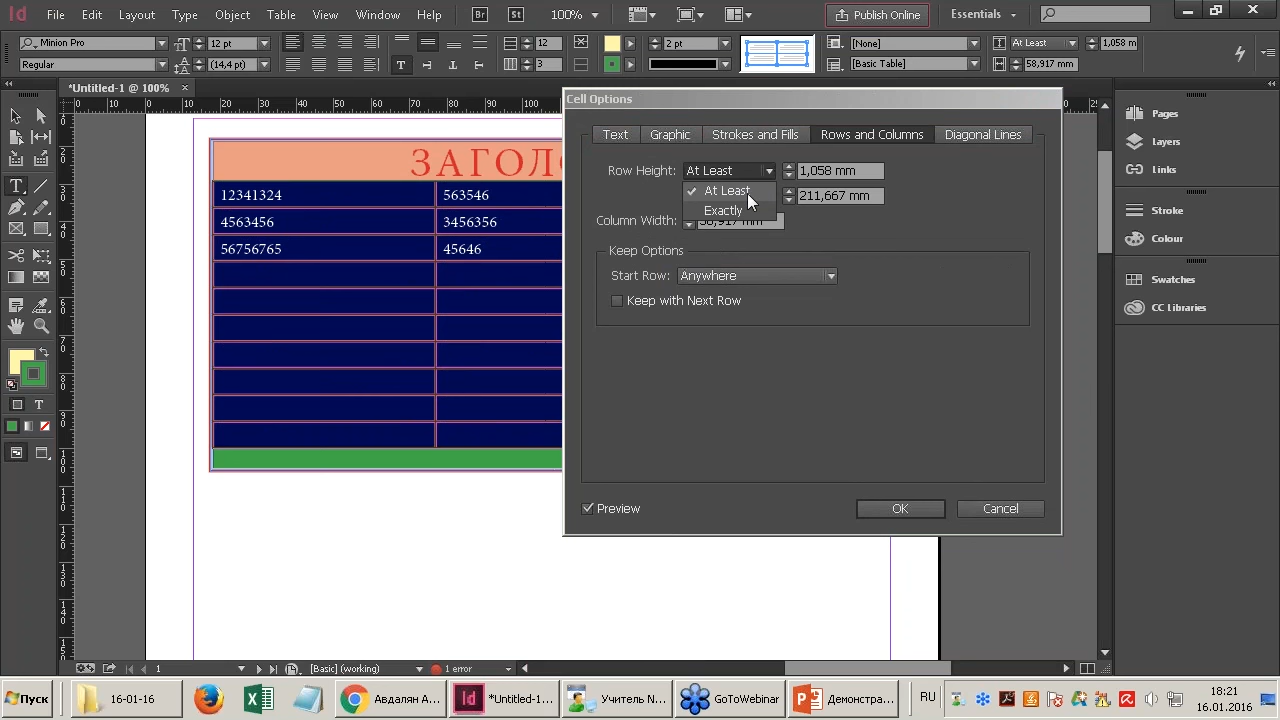 Id File Edit Layout Type Object Table View Window Help Br St 100% Publish Online Essentials
Minion Pro 12 pt 12 2 pt [None] At Least 1,058 m
Regular (14,4 pt) 3 [Basic Table] 58,917 mm
*Untitled-1 @ 100%
Cell Options
Text Graphic Strokes and Fills Rows and Columns Diagonal Lines
Row Height: At Least 1,058 mm
At Least 211,667 mm
Exactly
Column Width:
Keep Options
Start Row: Anywhere
Keep with Next Row
Preview OK Cancel
ЗАГОЛО
12341324 563546
4563456 3456356
56756765 45646
Pages
Layers
Links
Stroke
Colour
Swatches
CC Libraries
1 [Basic] (working) 1 error
Пуск 16-01-16 Авдалян А... *Untitled-1... Учитель N... GoToWebinar Демонстра... RU 18:21
16.01.2016